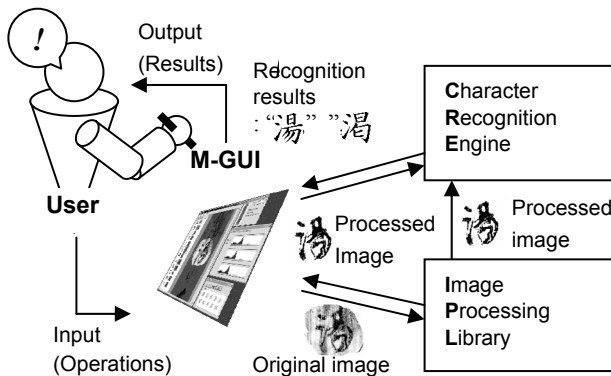 !
Output
(Results)
Recognition
results
: “湯” ”渇
M-GUI
User
Input
(Operations)
Processed
Image
Original image
Character
Recognition
Engine
Processed
image
Image
Processing
Library